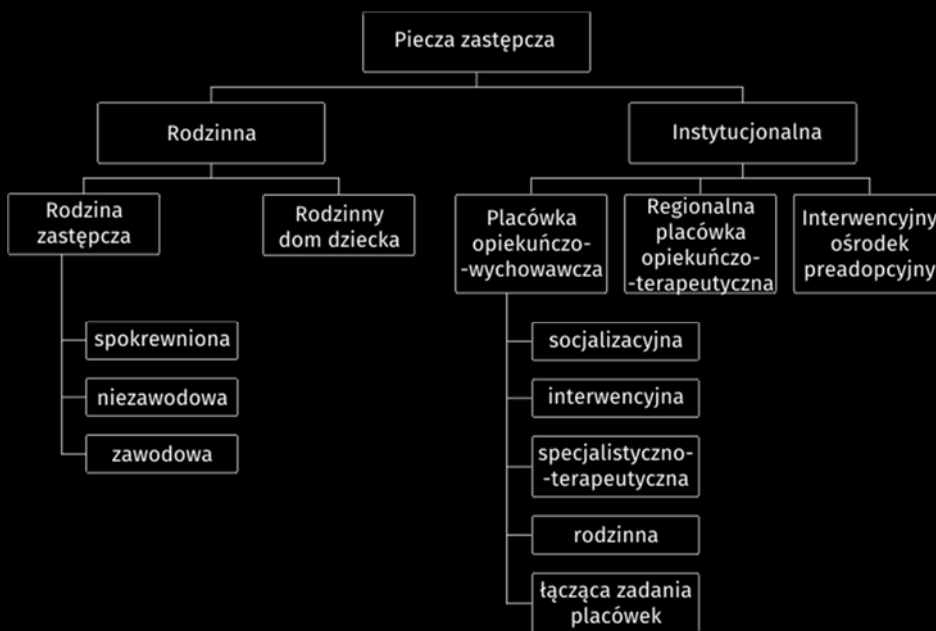 Piecza zastępcza
Rodzinna
Instytucjonalna
Rodzina
zastępcza
Rodzinny
dom dziecka
Placówka
opiekuńczo-
-wychowawcza
Regionalna
placówka
opiekuńczo-
-terapeutyczna
Interwencyjny
ośrodek
preadopcyjny
spokrewniona
niezawodowa
zawodowa
socjalizacyjna
interwencyjna
specjalistyczno-
-terapeutyczna
rodzinna
łącząca zadania
placówek